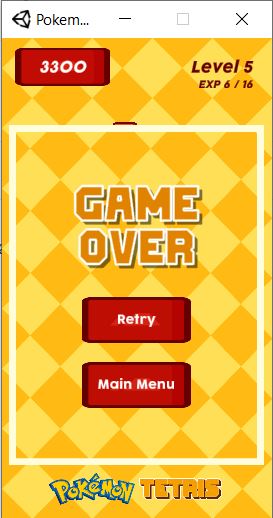 Pokem...
3300
Level 5
EXP 6 / 16
GAME
OVER
Retry
Main Menu
POKéMON TETRIS